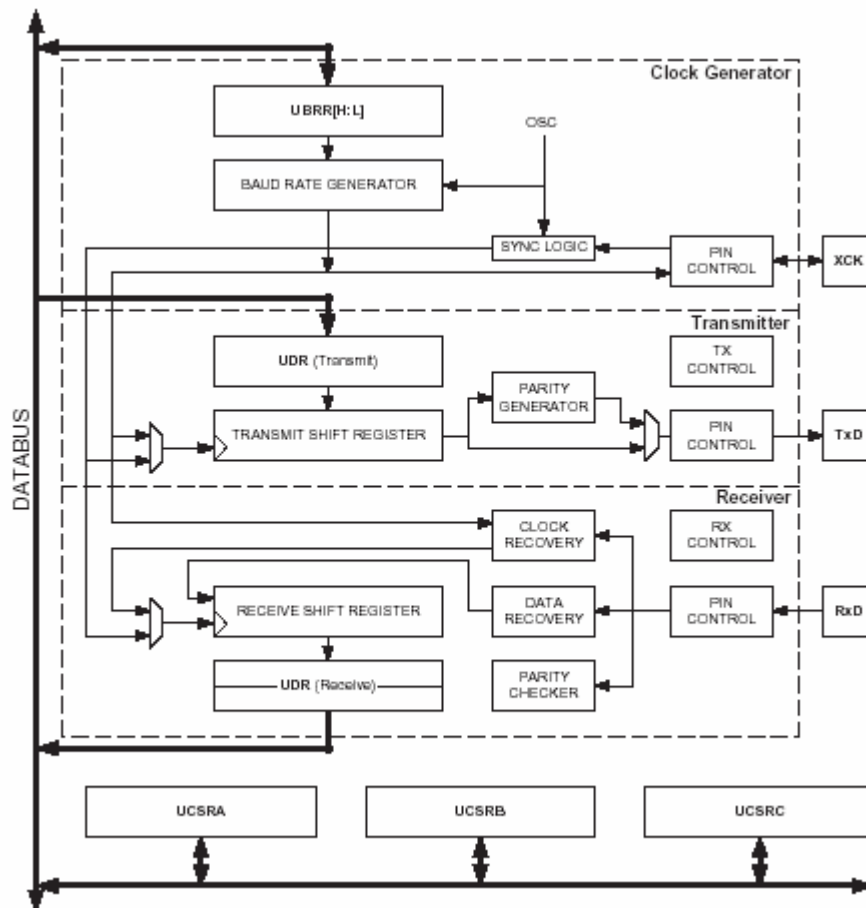 Clock Generator
UBRR[H:L]
OSC
BAUD RATE GENERATOR
SYNC LOGIC
PIN
CONTROL
XCK
Transmitter
UDR (Transmit)
TX
CONTROL
PARITY
GENERATOR
TRANSMIT SHIFT REGISTER
PIN
CONTROL
TxD
DATABUS
Receiver
CLOCK
RECOVERY
RX
CONTROL
RECEIVE SHIFT REGISTER
DATA
RECOVERY
PIN
CONTROL
RxD
UDR (Receive)
PARITY
CHECKER
UCSRA
UCSRB
UCSRC